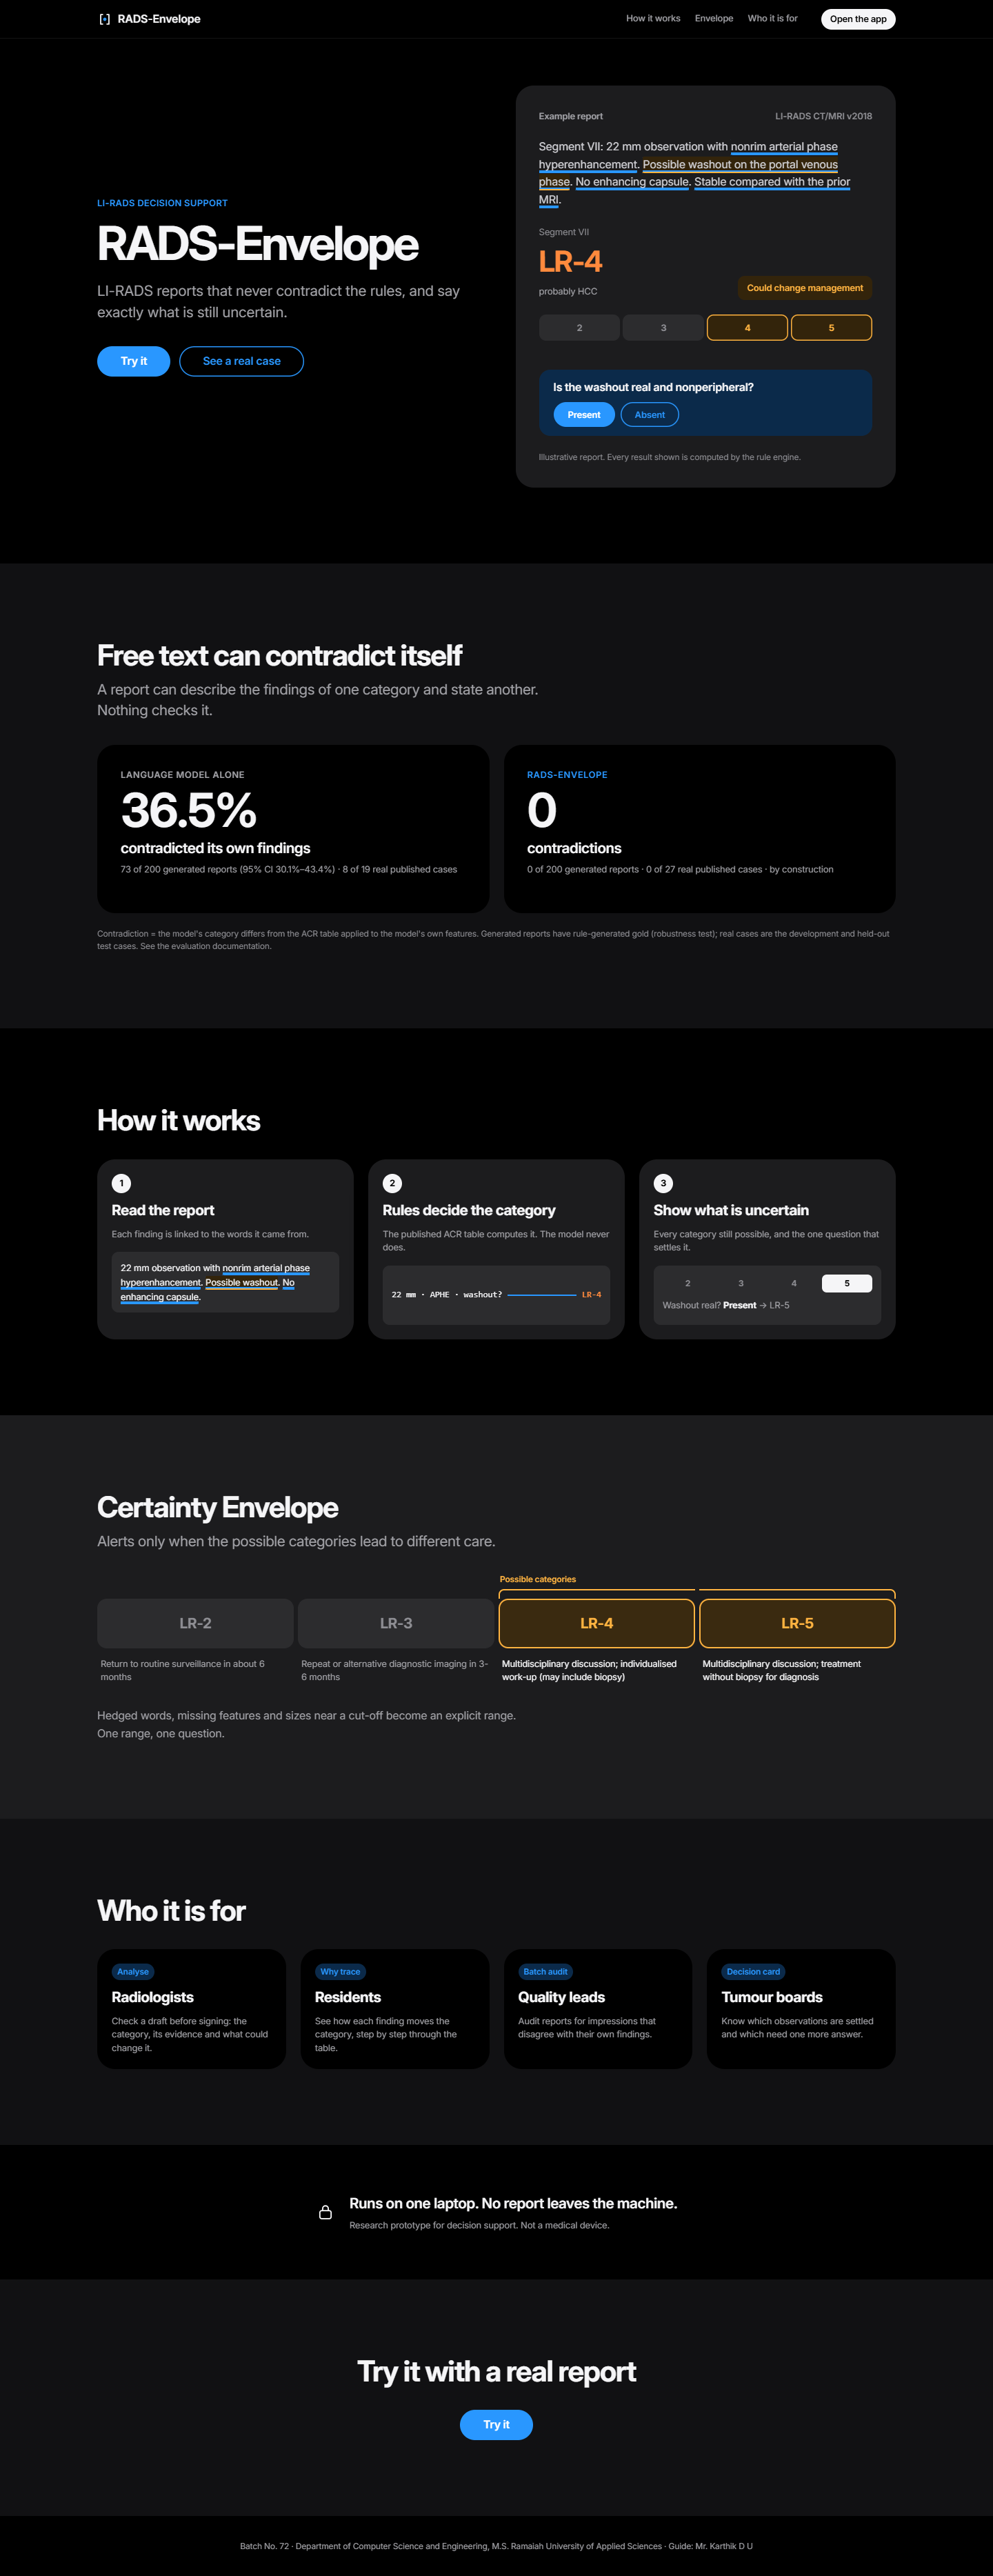 RADS-Envelope
How it works
Envelope
Who it is for
Open the app
LI-RADS DECISION SUPPORT
RADS-Envelope
LI-RADS reports that never contradict the rules, and say
exactly what is still uncertain.
Try it
See a real case
Example report
LI-RADS CT/MRI v2018
Segment VII: 22 mm observation with nonrim arterial phase
hyperenhancement. Possible washout on the portal venous
phase. No enhancing capsule. Stable compared with the prior
MRI.
Segment VII
LR-4
probably HCC
Could change management
2
3
4
5
Is the washout real and nonperipheral?
Present
Absent
Illustrative report. Every result shown is computed by the rule engine.
Free text can contradict itself
A report can describe the findings of one category and state another.
Nothing checks it.
LANGUAGE MODEL ALONE
36.5%
contradicted its own findings
73 of 200 generated reports (95% CI 30.1%–43.4%) · 8 of 19 real published cases
RADS-ENVELOPE
0
contradictions
0 of 200 generated reports · 0 of 27 real published cases · by construction
Contradiction = the model's category differs from the ACR table applied to the model's own features. Generated reports have rule-generated gold (robustness test); real cases are the development and held-out
test cases. See the evaluation documentation.
How it works
1
Read the report
Each finding is linked to the words it came from.
22 mm observation with nonrim arterial phase
hyperenhancement. Possible washout. No
enhancing capsule.
2
Rules decide the category
The published ACR table computes it. The model never
does.
22 mm · APHE · washout? LR-4
3
Show what is uncertain
Every category still possible, and the one question that
settles it.
2
3
4
5
Washout real? Present → LR-5
Certainty Envelope
Alerts only when the possible categories lead to different care.
Possible categories
LR-2
LR-3
LR-4
LR-5
Return to routine surveillance in about 6
months
Repeat or alternative diagnostic imaging in 3-
6 months
Multidisciplinary discussion; individualised
work-up (may include biopsy)
Multidisciplinary discussion; treatment
without biopsy for diagnosis
Hedged words, missing features and sizes near a cut-off become an explicit range.
One range, one question.
Who it is for
Analyse
Radiologists
Check a draft before signing: the
category, its evidence and what could
change it.
Why trace
Residents
See how each finding moves the
category, step by step through the
table.
Batch audit
Quality leads
Audit reports for impressions that
disagree with their own findings.
Decision card
Tumour boards
Know which observations are settled
and which need one more answer.
Runs on one laptop. No report leaves the machine.
Research prototype for decision support. Not a medical device.
Try it with a real report
Try it
Batch No. 72 · Department of Computer Science and Engineering, M.S. Ramaiah University of Applied Sciences · Guide: Mr. Karthik D U